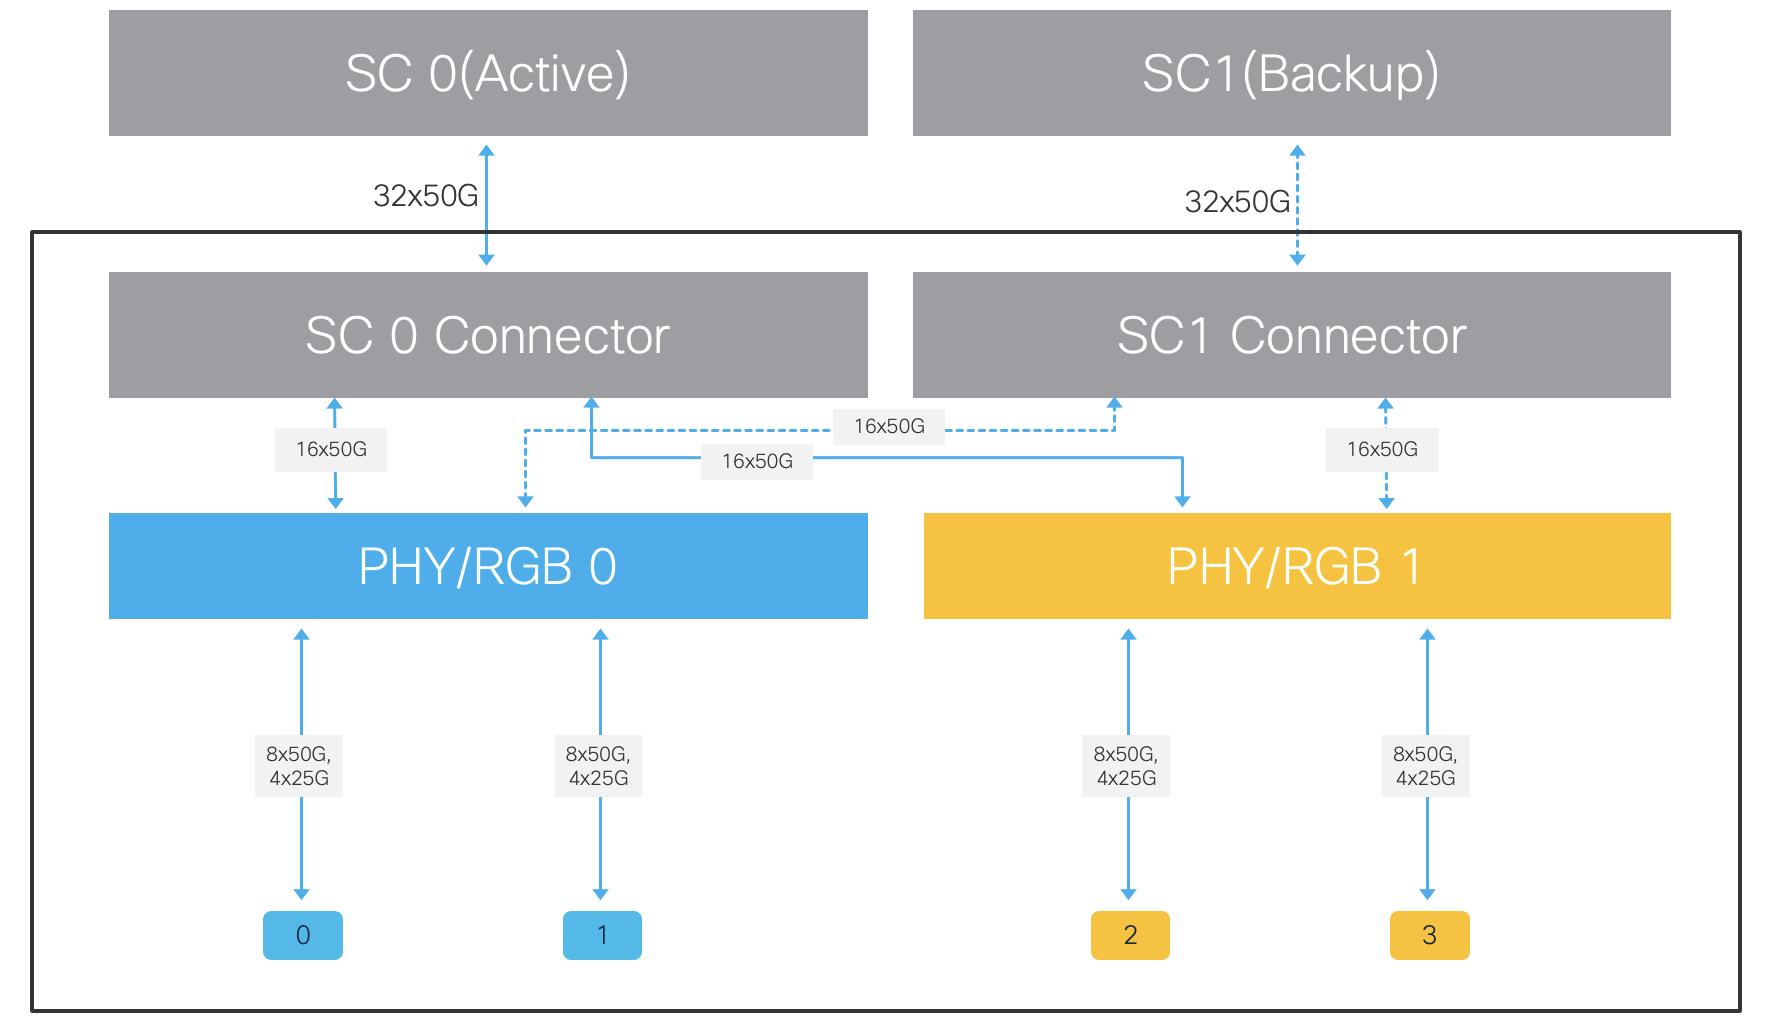 SC 0(Active)
SC1(Backup)
32x50G
32x50G
SC 0 Connector
SC1 Connector
16x50G
16x50G
16x50G
16x50G
PHY/RGB 0
PHY/RGB 1
8x50G,
4x25G
8x50G,
4x25G
8x50G,
4x25G
8x50G,
4x25G
0
1
2
3